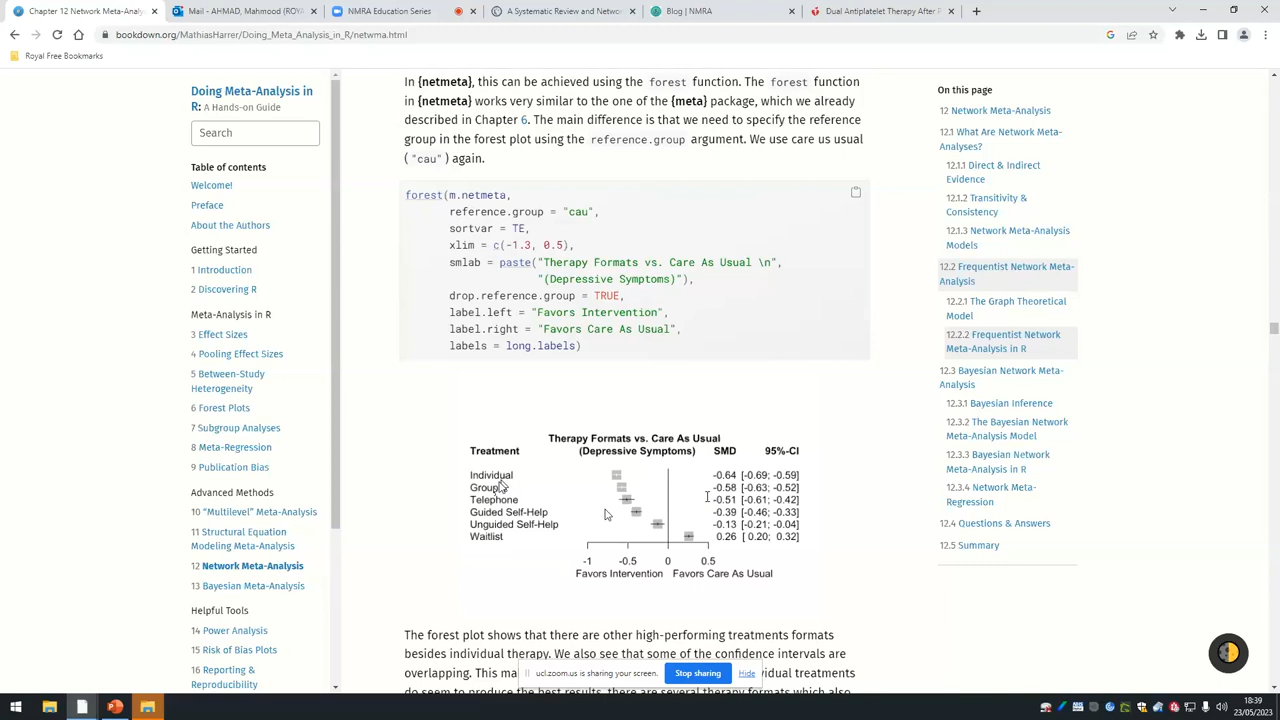 Chapter 12 Network Meta-Analys
Mail - AHMAD, Mahmood (ROYA
NMRA Education Series
A Systematic Review and Network
Blog | NMRA
Dual Antiplatelet Therapy After P
bookdown.org/MathiasHarrer/Doing_Meta_Analysis_in_R/netwma.html
Royal Free Bookmarks
Doing Meta-Analysis in
R: A Hands-on Guide
Search
Table of contents
Welcome!
Preface
About the Authors
Getting Started
1 Introduction
2 Discovering R
Meta-Analysis in R
3 Effect Sizes
4 Pooling Effect Sizes
5 Between-Study
Heterogeneity
6 Forest Plots
7 Subgroup Analyses
8 Meta-Regression
9 Publication Bias
Advanced Methods
10 “Multilevel” Meta-Analysis
11 Structural Equation
Modeling Meta-Analysis
12 Network Meta-Analysis
13 Bayesian Meta-Analysis
Helpful Tools
14 Power Analysis
15 Risk of Bias Plots
16 Reporting &
Reproducibility
In {netmeta}, this can be achieved using the forest function. The forest function
in {netmeta} works very similar to the one of the {meta} package, which we already
described in Chapter 6. The main difference is that we need to specify the reference
group in the forest plot using the reference.group argument. We use care us usual
("cau") again.
forest(m.netmeta,
reference.group = "cau",
sortvar = TE,
xlim = c(-1.3, 0.5),
smlab = paste("Therapy Formats vs. Care As Usual \n",
"(Depressive Symptoms)"),
drop.reference.group = TRUE,
label.left = "Favors Intervention",
label.right = "Favors Care As Usual",
labels = long.labels)
Therapy Formats vs. Care As Usual
Treatment (Depressive Symptoms) SMD 95%-CI
Individual -0.64 [-0.69; -0.59]
Group -0.58 [-0.63; -0.52]
Telephone -0.51 [-0.61; -0.42]
Guided Self-Help -0.39 [-0.46; -0.33]
Unguided Self-Help -0.13 [-0.21; -0.04]
Waitlist 0.26 [ 0.20; 0.32]
-1 -0.5 0 0.5
Favors Intervention Favors Care As Usual
The forest plot shows that there are other high-performing treatments formats
besides individual therapy. We also see that some of the confidence intervals are
overlapping. This ma
ividual treatments
do seem to produce the best results, there are several therapy formats which also
ucl.zoom.us is sharing your screen.
Stop sharing
Hide
On this page
12 Network Meta-Analysis
12.1 What Are Network Meta-
Analyses?
12.1.1 Direct & Indirect
Evidence
12.1.2 Transitivity &
Consistency
12.1.3 Network Meta-Analysis
Models
12.2 Frequentist Network Meta-
Analysis
12.2.1 The Graph Theoretical
Model
12.2.2 Frequentist Network
Meta-Analysis in R
12.3 Bayesian Network Meta-
Analysis
12.3.1 Bayesian Inference
12.3.2 The Bayesian Network
Meta-Analysis Model
12.3.3 Bayesian Network
Meta-Analysis in R
12.3.4 Network Meta-
Regression
12.4 Questions & Answers
12.5 Summary
18:39
23/05/2023